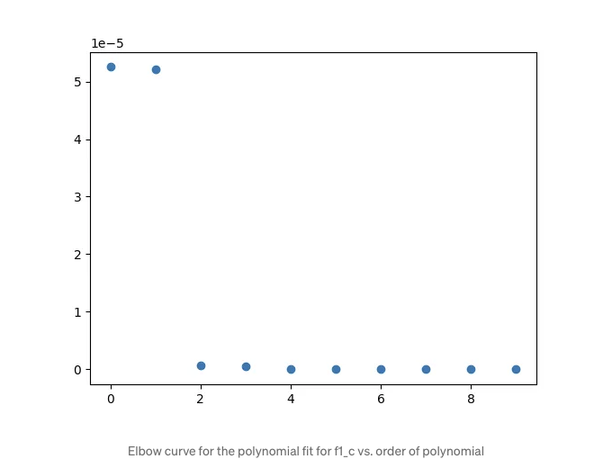 1e−5
5
4
3
2
1
0
0 2 4 6 8
Elbow curve for the polynomial fit for f1_c vs. order of polynomial